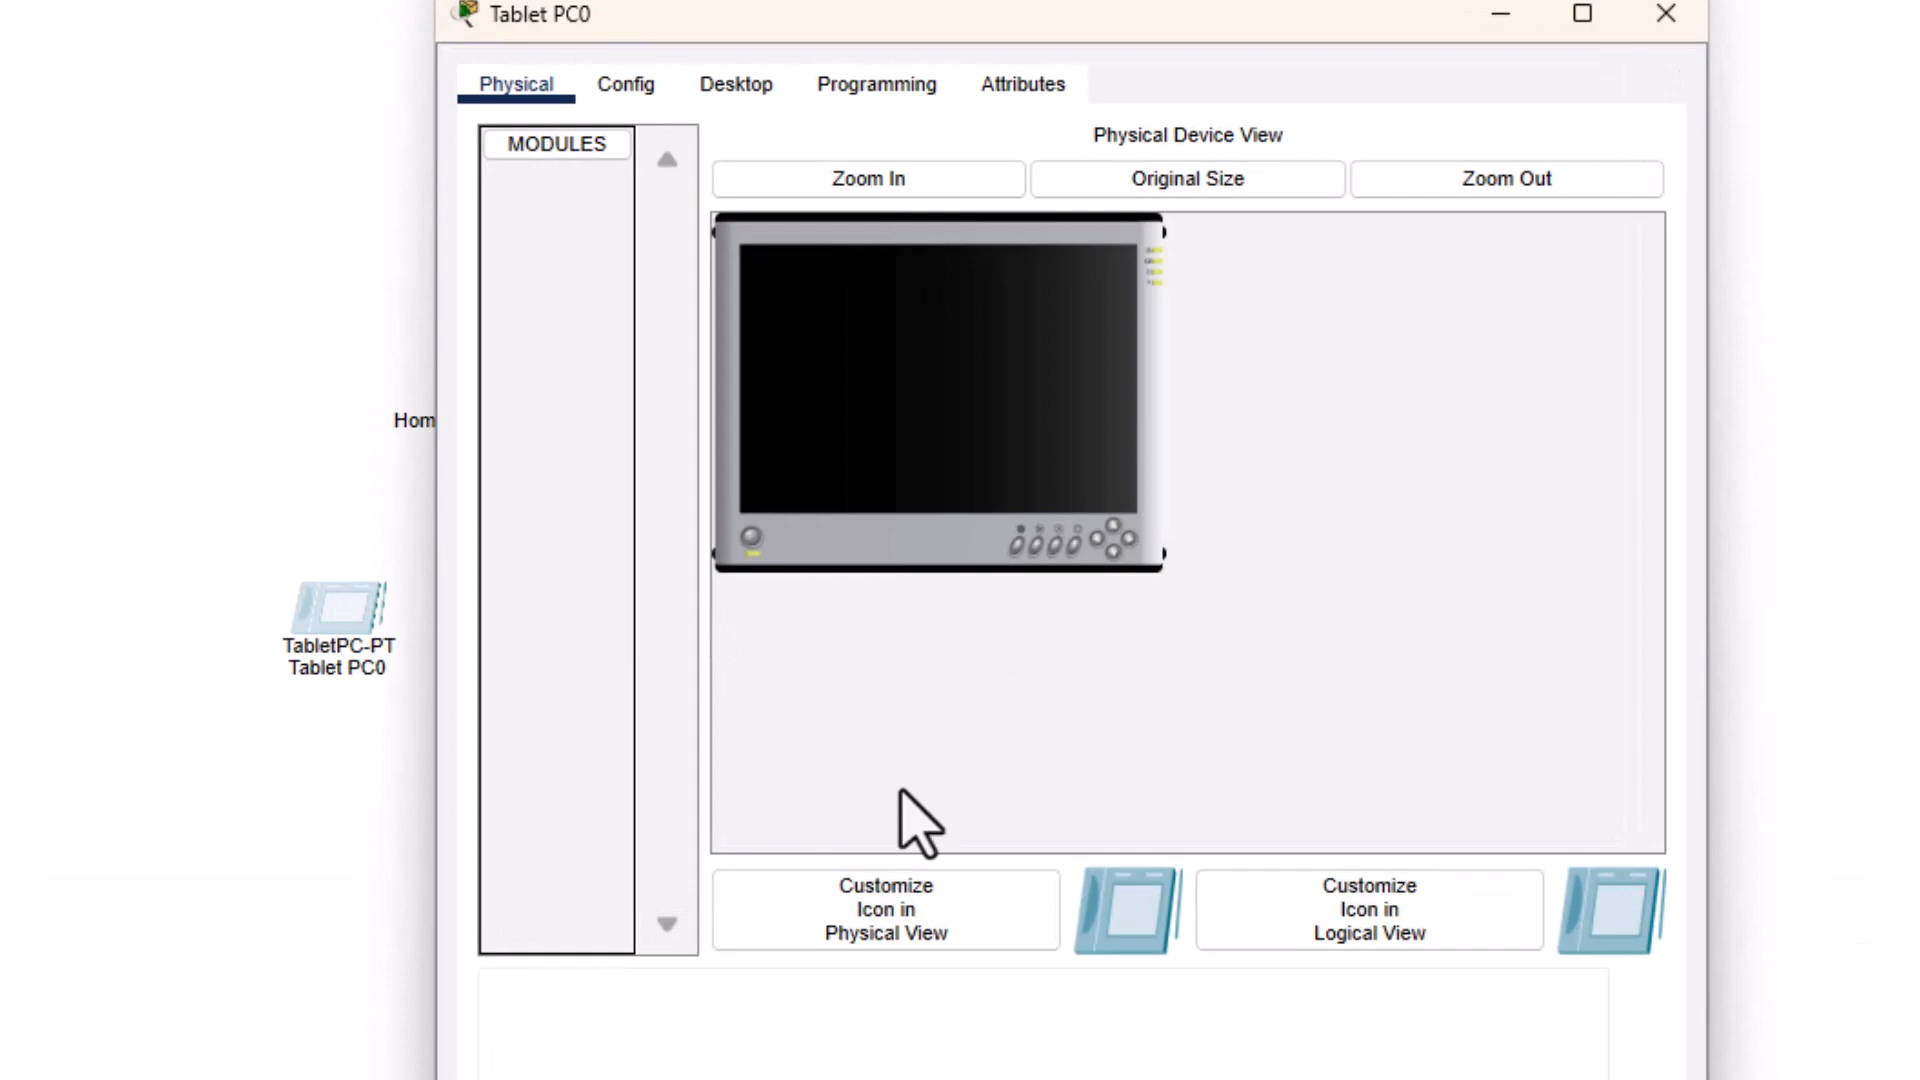 Tablet PC0
Physical
Config
Desktop
Programming
Attributes
MODULES
Physical Device View
Zoom In
Original Size
Zoom Out
Hom
TabletPC-PT
Tablet PC0
Customize
Icon in
Physical View
Customize
Icon in
Logical View